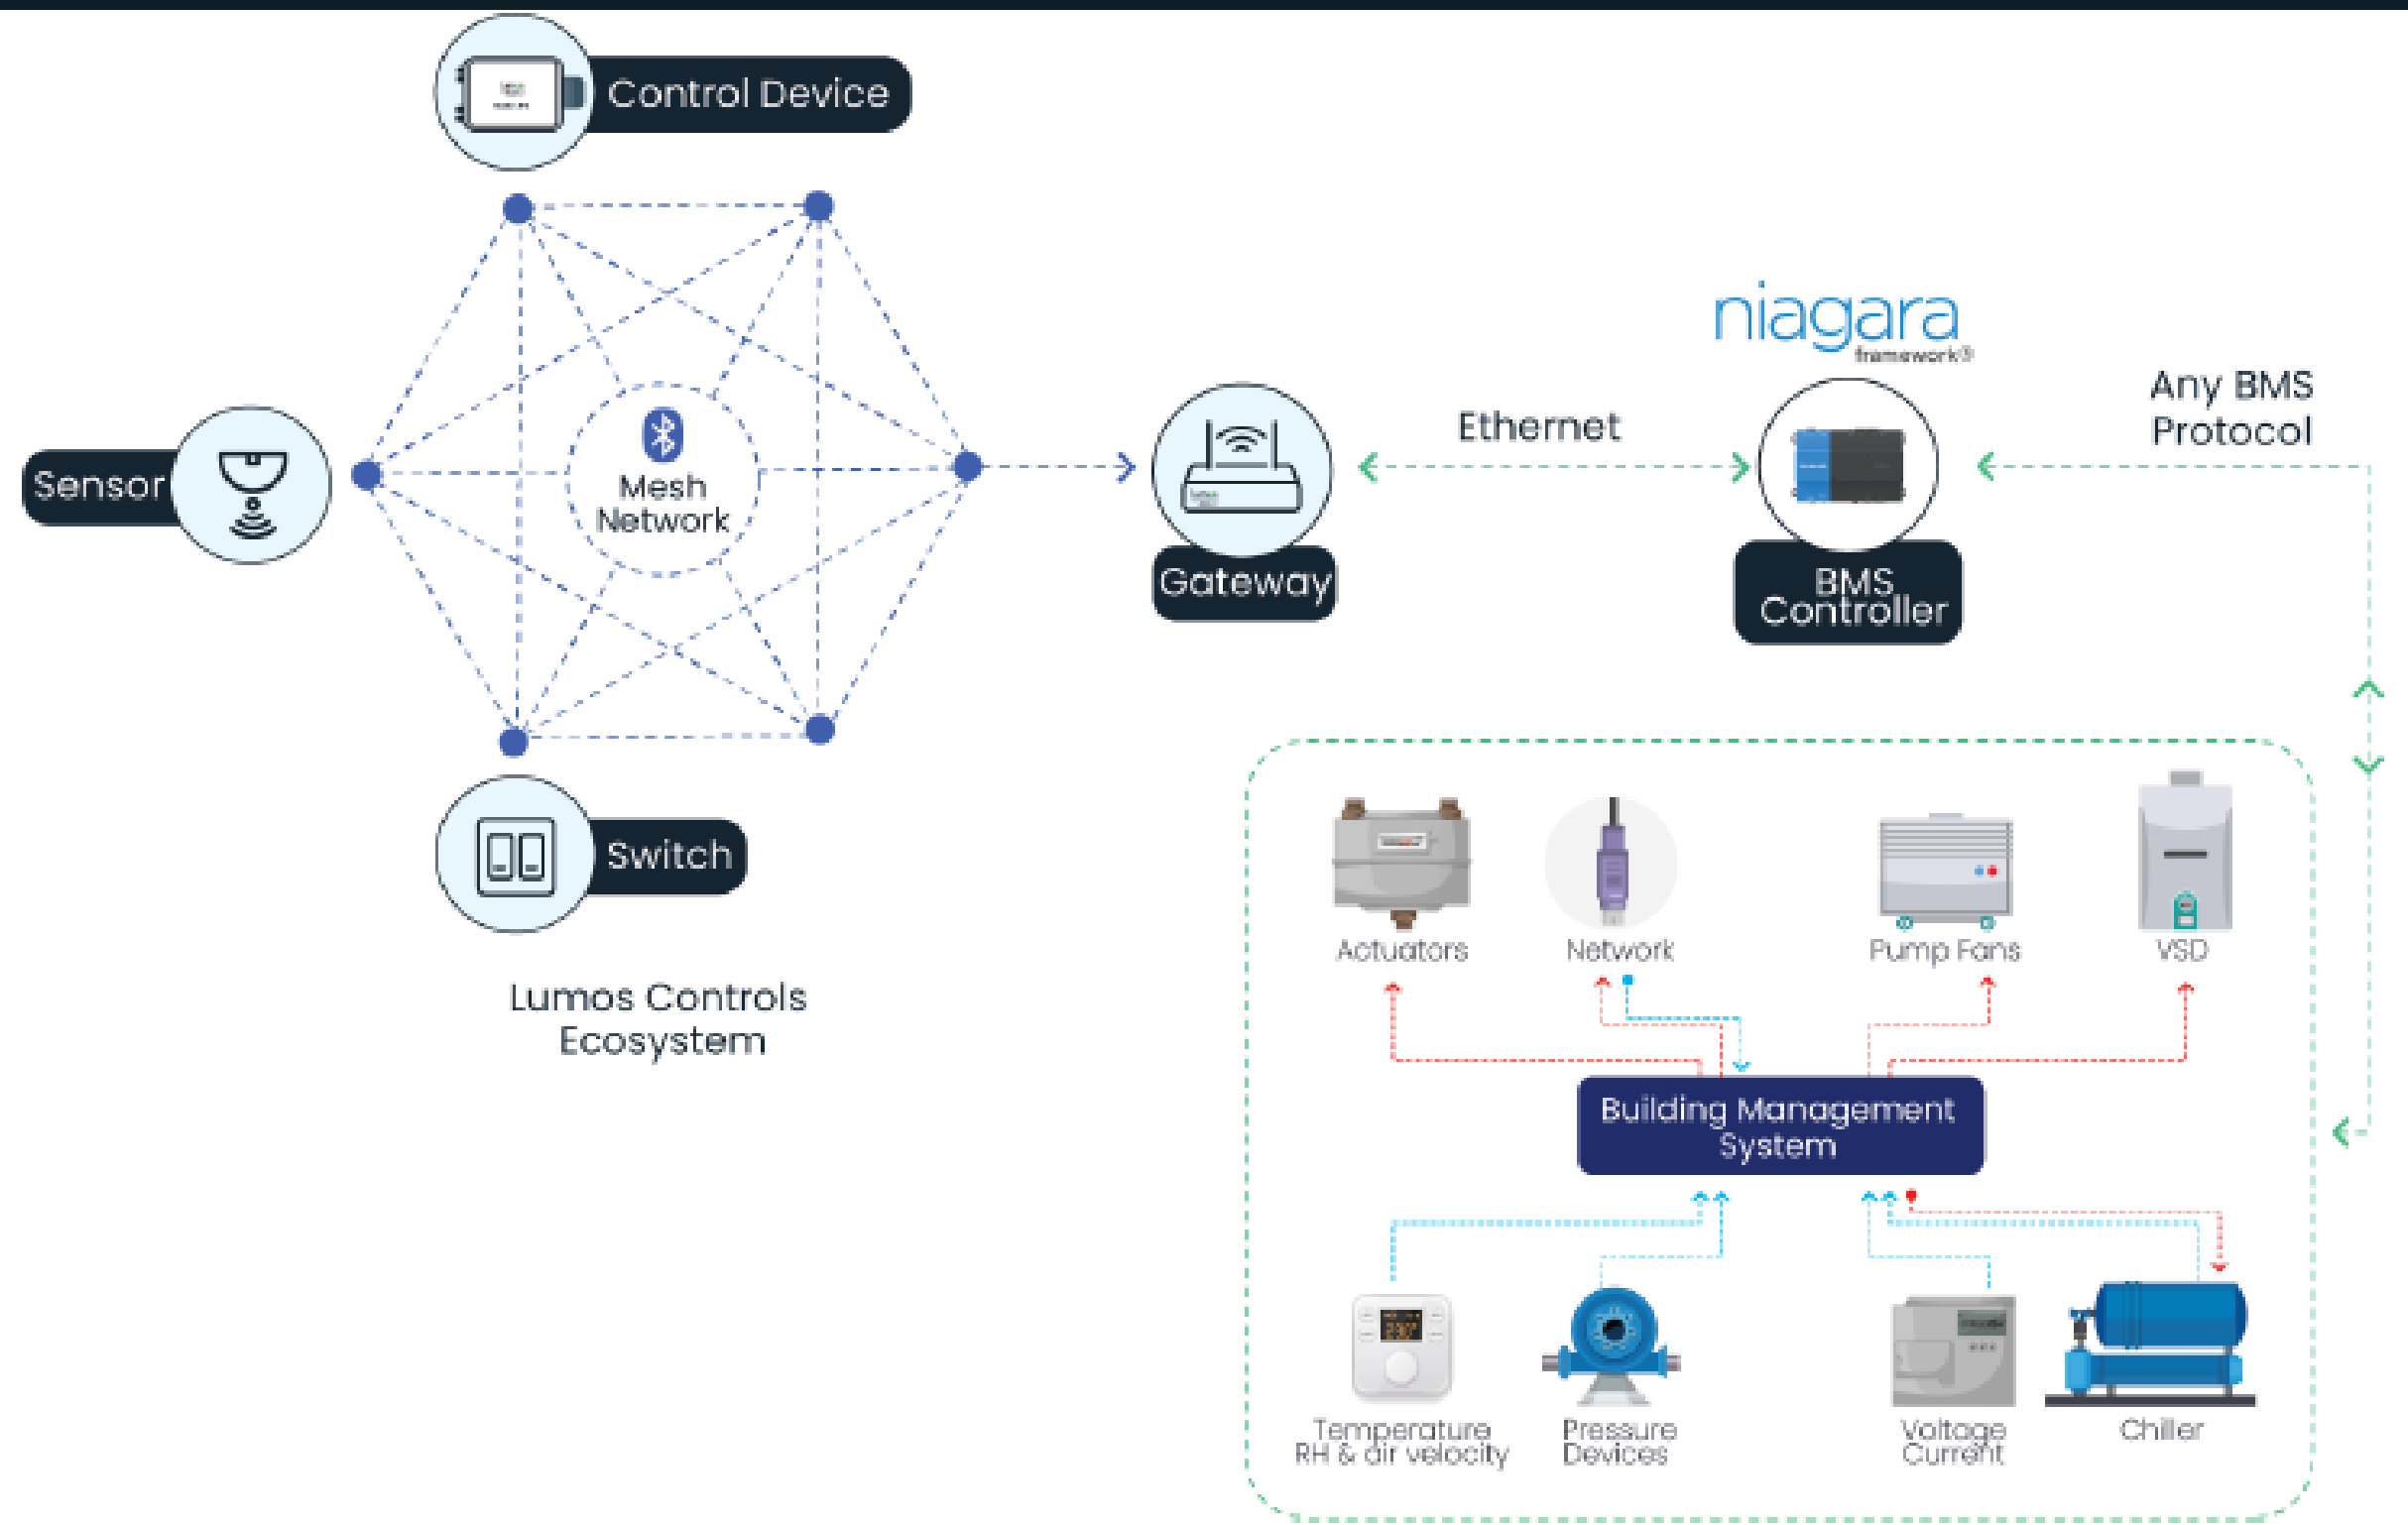 Control Device
Sensor
Mesh
Network
Switch
Lumos Controls
Ecosystem
Gateway
Ethernet
niagara
framework®
BMS
Controller
Any BMS
Protocol
Actuators
Network
Pump Fans
VSD
Building Management
System
Temperature
RH & air velocity
Pressure
Devices
Voltage
Current
Chiller